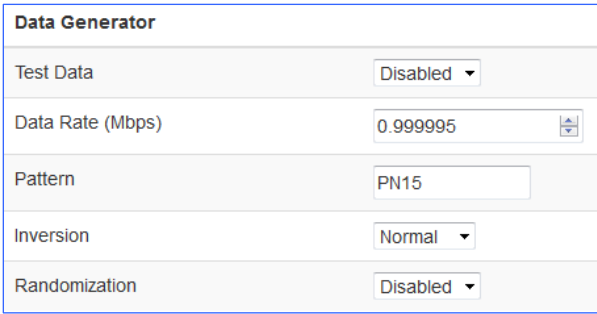 Data Generator
Test Data Disabled
Data Rate (Mbps) 0.999995
Pattern PN15
Inversion Normal
Randomization Disabled